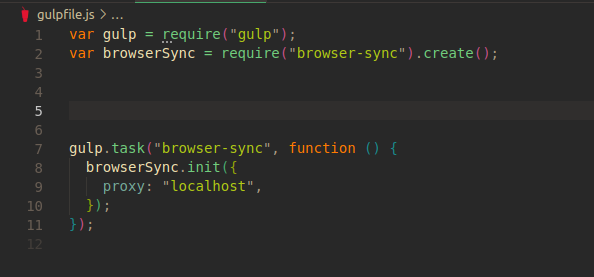 gulpfile.js > ...
1 var gulp = require("gulp");
2 var browserSync = require("browser-sync").create();
3
4
5
6
7 gulp.task("browser-sync", function () {
8   browserSync.init({
9     proxy: "localhost",
10   });
11 });
12